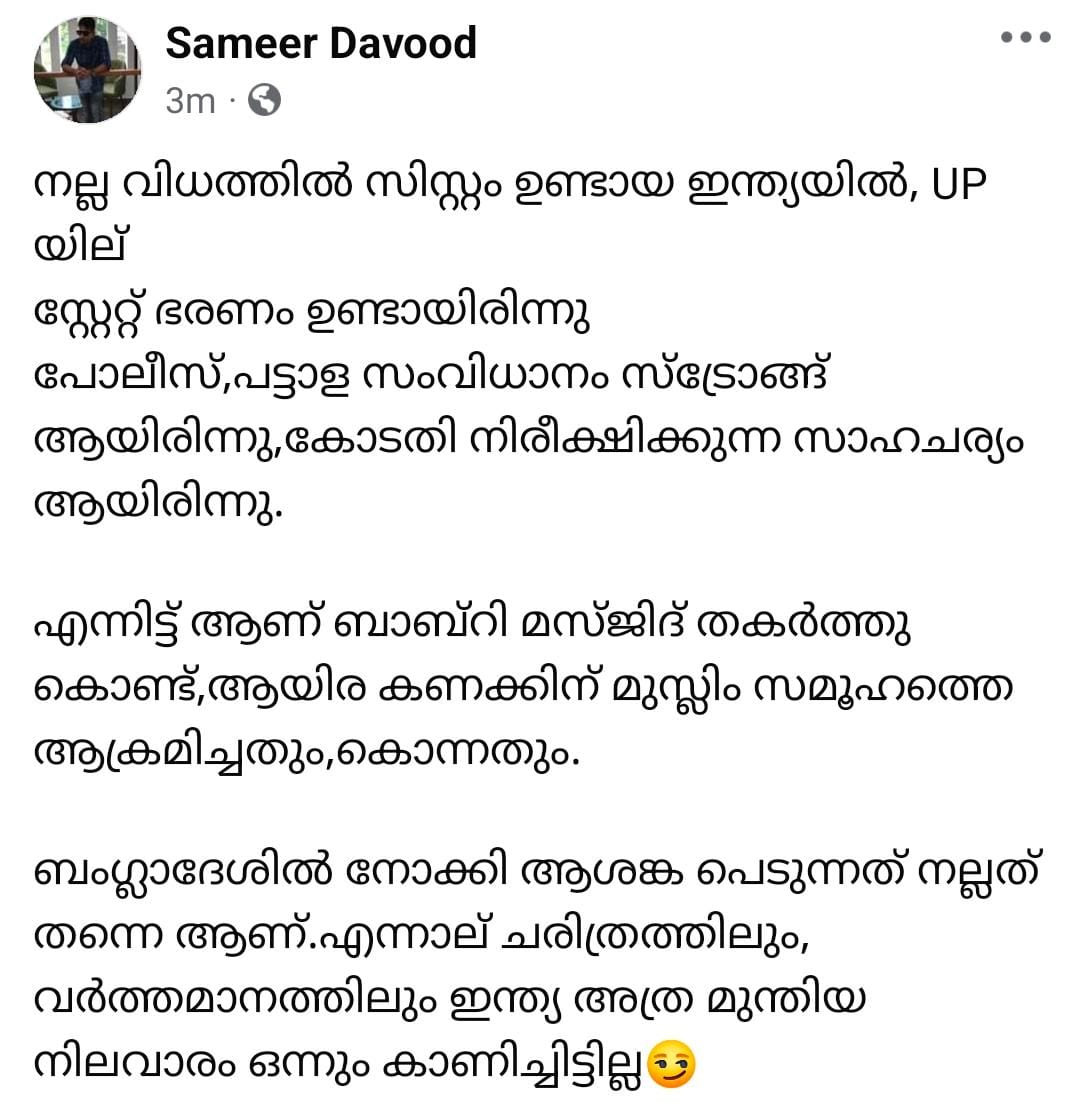 Sameer Davood
3m ·
നല്ല വിധത്തിൽ സിസ്റ്റം ഉണ്ടായ ഇന്ത്യയിൽ, UP
യില്
സ്റ്റേറ്റ് ഭരണം ഉണ്ടായിരിന്നു
പോലീസ്,പട്ടാള സംവിധാനം സ്ട്രോങ്ങ്
ആയിരിന്നു,കോടതി നിരീക്ഷിക്കുന്ന സാഹചര്യം
ആയിരിന്നു.
എന്നിട്ട് ആണ് ബാബ്റി മസ്ജിദ് തകർത്തു
കൊണ്ട്,ആയിര കണക്കിന് മുസ്ലിം സമൂഹത്തെ
ആക്രമിച്ചതും,കൊന്നതും.
ബംഗ്ലാദേശിൽ നോക്കി ആശങ്ക പെടുന്നത് നല്ലത്
തന്നെ ആണ്.എന്നാല് ചരിത്രത്തിലും,
വർത്തമാനത്തിലും ഇന്ത്യ അത്ര മുന്തിയ
നിലവാരം ഒന്നും കാണിച്ചിട്ടില്ല😏